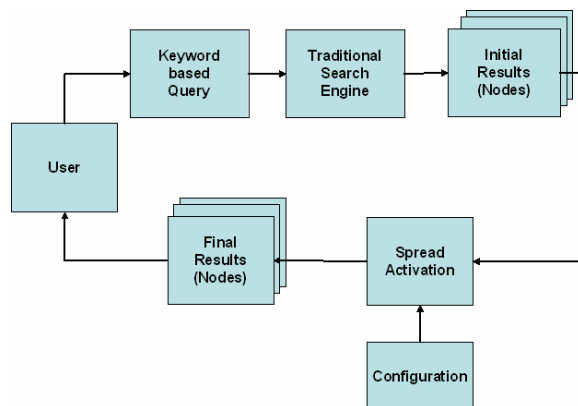 Keyword
based
Query
Traditional
Search
Engine
Initial
Results
(Nodes)
User
Final
Results
(Nodes)
Spread
Activation
Configuration